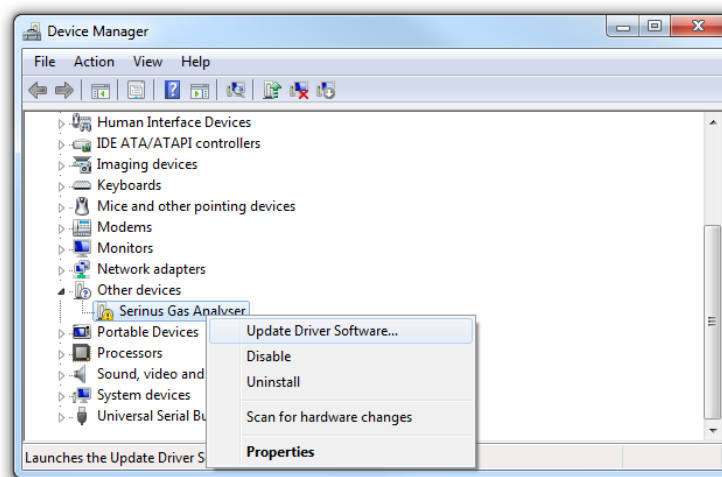 Device Manager
File Action View Help
Human Interface Devices
IDE ATA/ATAPI controllers
Imaging devices
Keyboards
Mice and other pointing devices
Modems
Monitors
Network adapters
Other devices
Serinus Gas Analyser
Update Driver Software...
Portable Devices
Disable
Processors
Uninstall
Sound, video and
System devices
Scan for hardware changes
Universal Serial Bu
Properties
Launches the Update Driver S